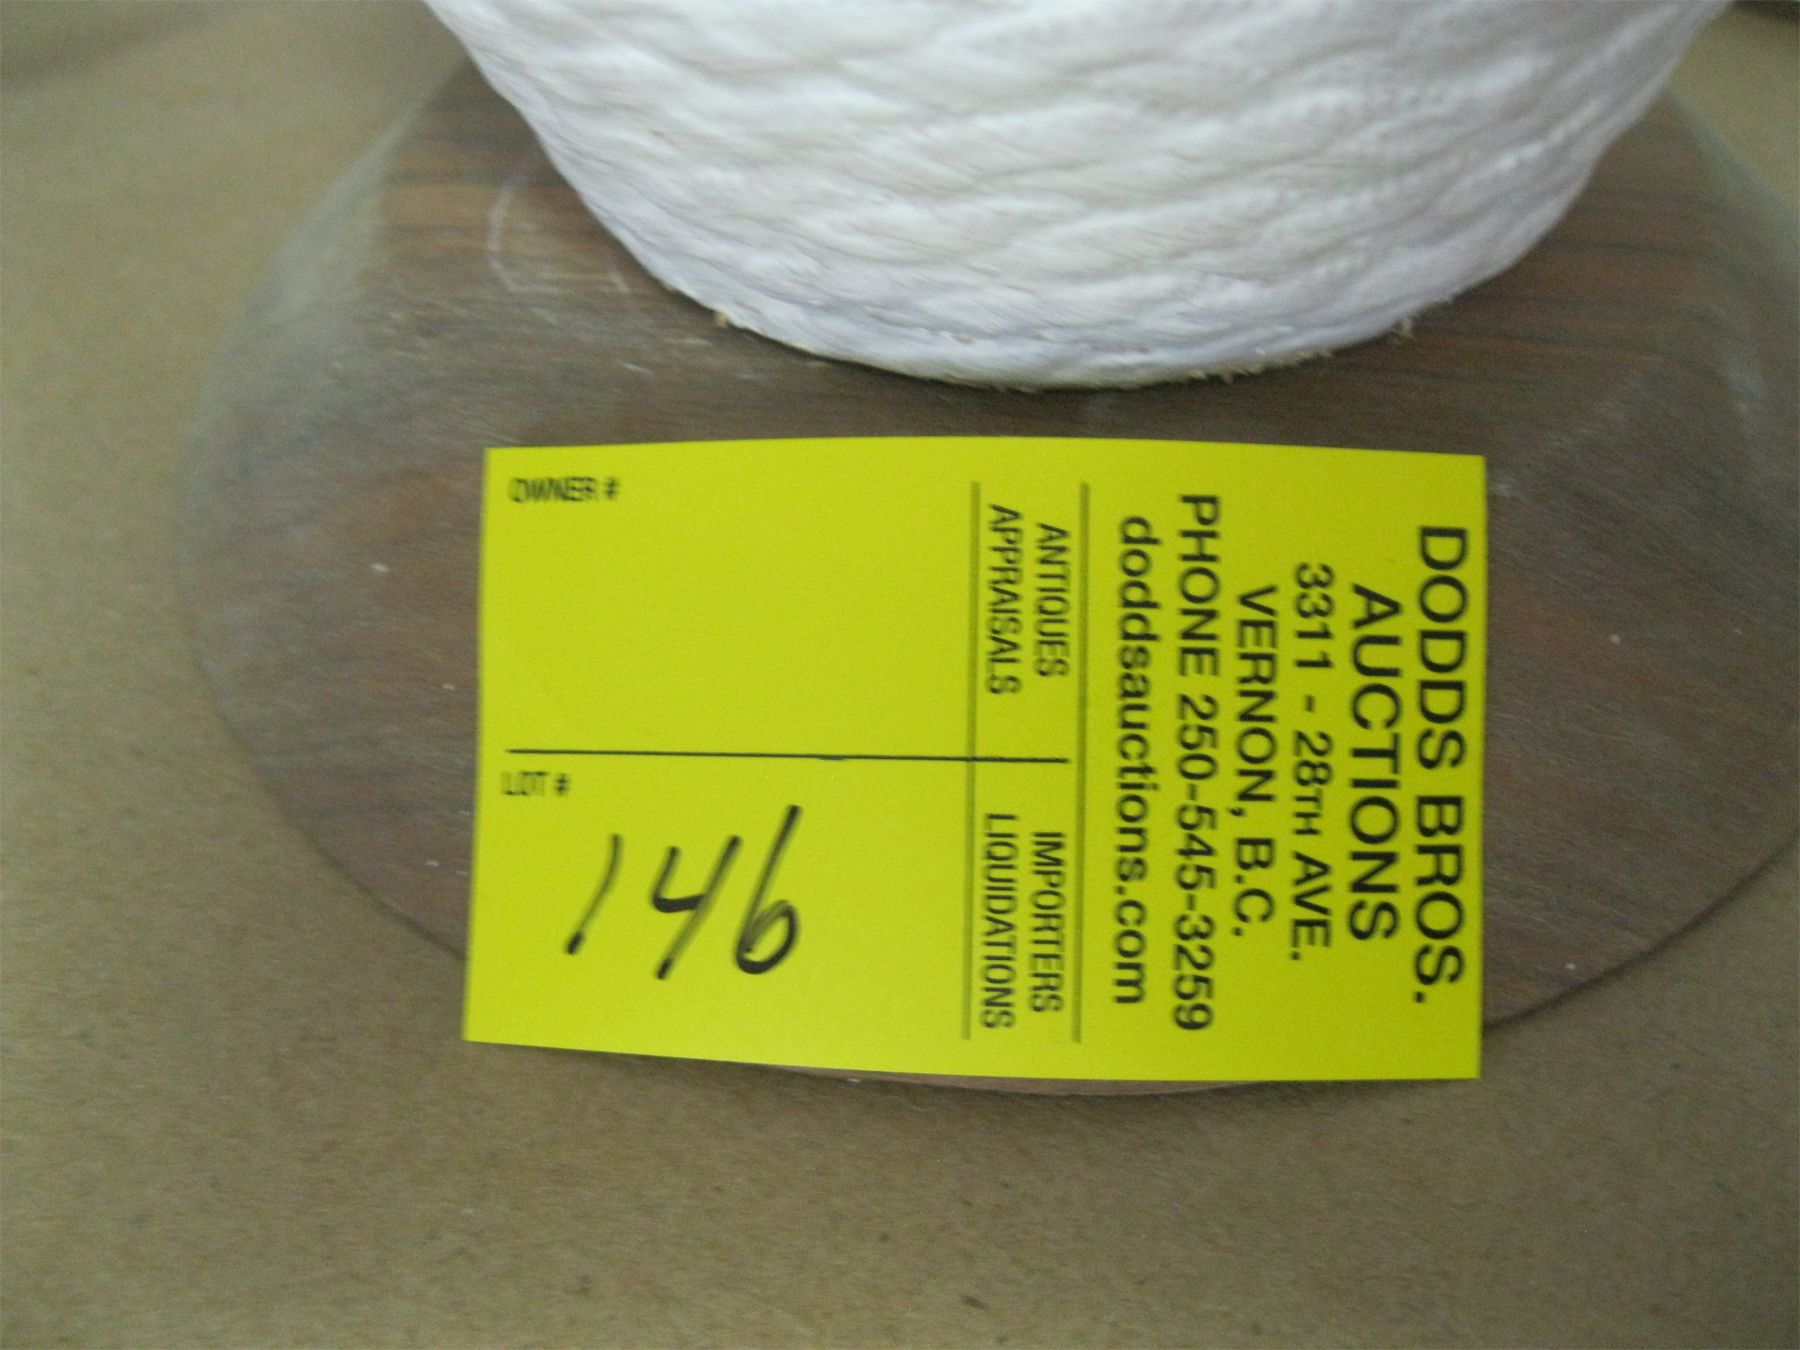 DODDS BROS.
AUCTIONS
3311 - 28TH AVE.
VERNON, B.C.
PHONE 250-545-3259
doddsauctions.com
ANTIQUES
APPRAISALS
IMPORTERS
LIQUIDATIONS
OWNER #
LOT #
146